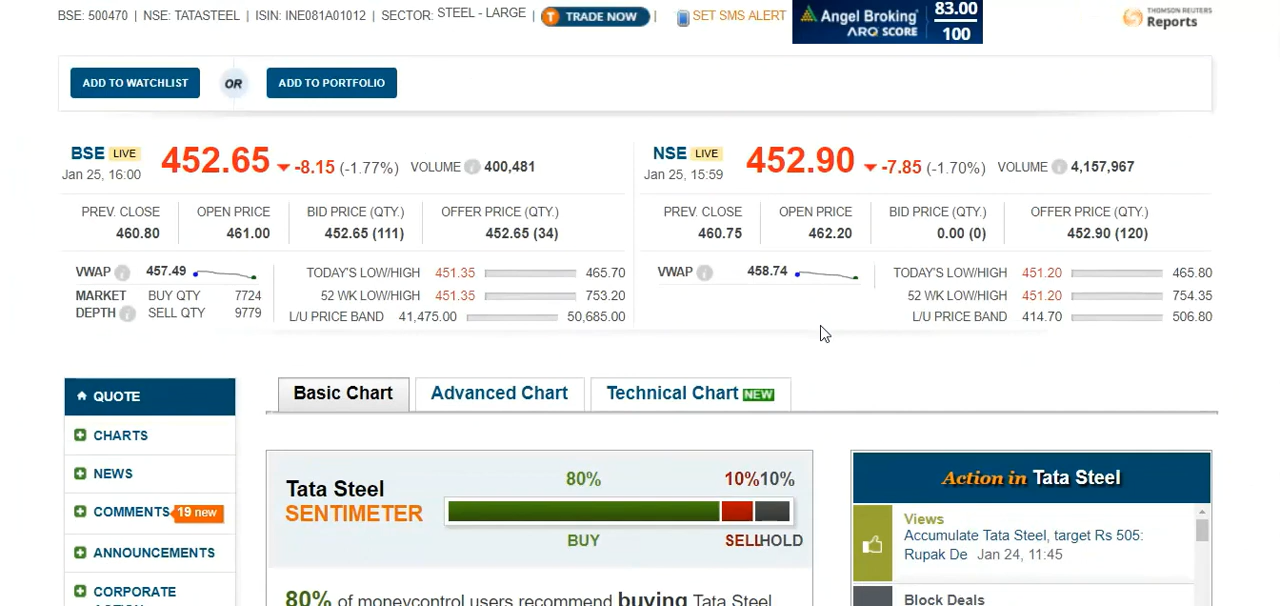 BSE: 500470 | NSE: TATASTEEL | ISIN: INE081A01012 | SECTOR: STEEL - LARGE | T TRADE NOW | SET SMS ALERT
Angel Broking ARQ SCORE 83.00 100
THOMSON REUTERS Reports
ADD TO WATCHLIST OR ADD TO PORTFOLIO
BSE LIVE 452.65 -8.15 (-1.77%) VOLUME i 400,481
Jan 25, 16:00
PREV. CLOSE OPEN PRICE BID PRICE (QTY.) OFFER PRICE (QTY.)
460.80 461.00 452.65 (111) 452.65 (34)
VWAP i 457.49 TODAY'S LOW/HIGH 451.35 465.70
MARKET DEPTH i BUY QTY 7724 52 WK LOW/HIGH 451.35 753.20
SELL QTY 9779 L/U PRICE BAND 41,475.00 50,685.00
NSE LIVE 452.90 -7.85 (-1.70%) VOLUME i 4,157,967
Jan 25, 15:59
PREV. CLOSE OPEN PRICE BID PRICE (QTY.) OFFER PRICE (QTY.)
460.75 462.20 0.00 (0) 452.90 (120)
VWAP i 458.74 TODAY'S LOW/HIGH 451.20 465.80
52 WK LOW/HIGH 451.20 754.35
L/U PRICE BAND 414.70 506.80
QUOTE
CHARTS
NEWS
COMMENTS 19 new
ANNOUNCEMENTS
CORPORATE
Basic Chart Advanced Chart Technical Chart NEW
Tata Steel
SENTIMETER
80% 10% 10%
BUY SELL HOLD
80% of moneycontrol users recommend buying Tata Steel
Action in Tata Steel
Views
Accumulate Tata Steel, target Rs 505:
Rupak De Jan 24, 11:45
Block Deals